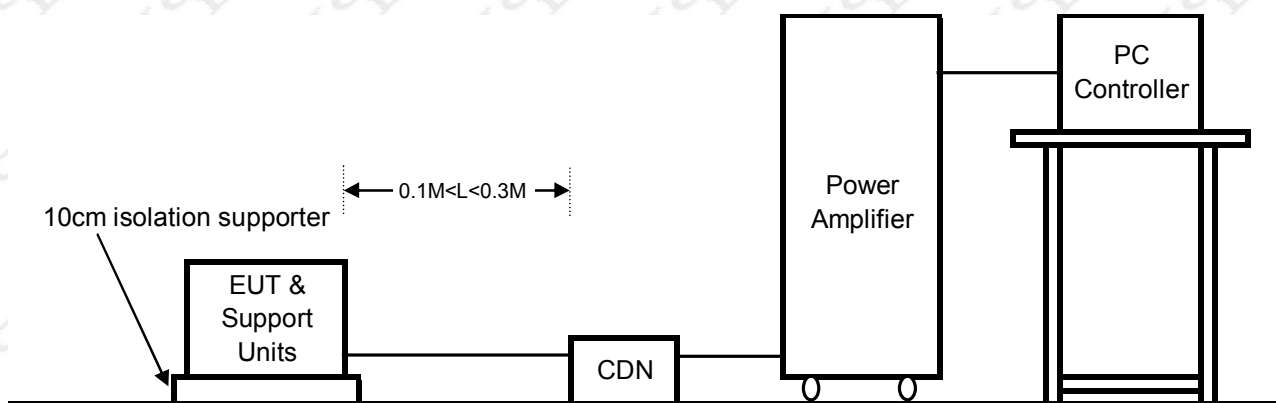 PC
Controller
Power
Amplifier
0.1M<L<0.3M
10cm isolation supporter
EUT &
Support
Units
CDN